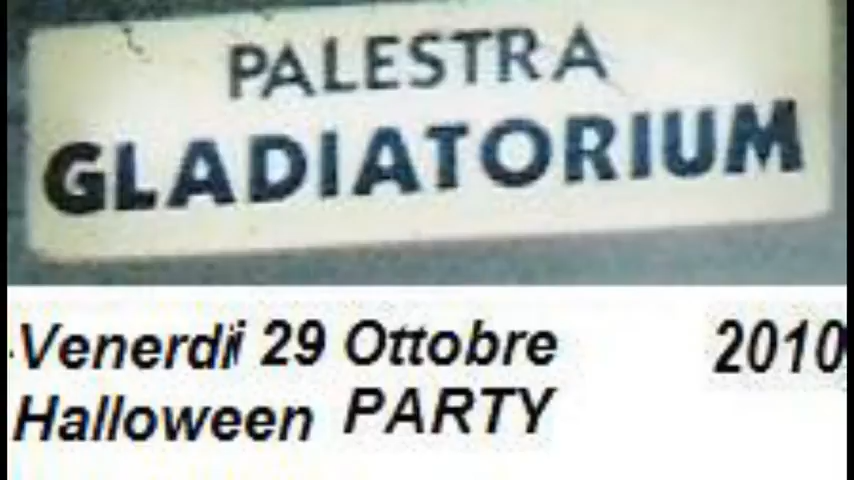 PALESTRA
GLADIATORIUM
Venerdì 29 Ottobre 2010
Halloween PARTY